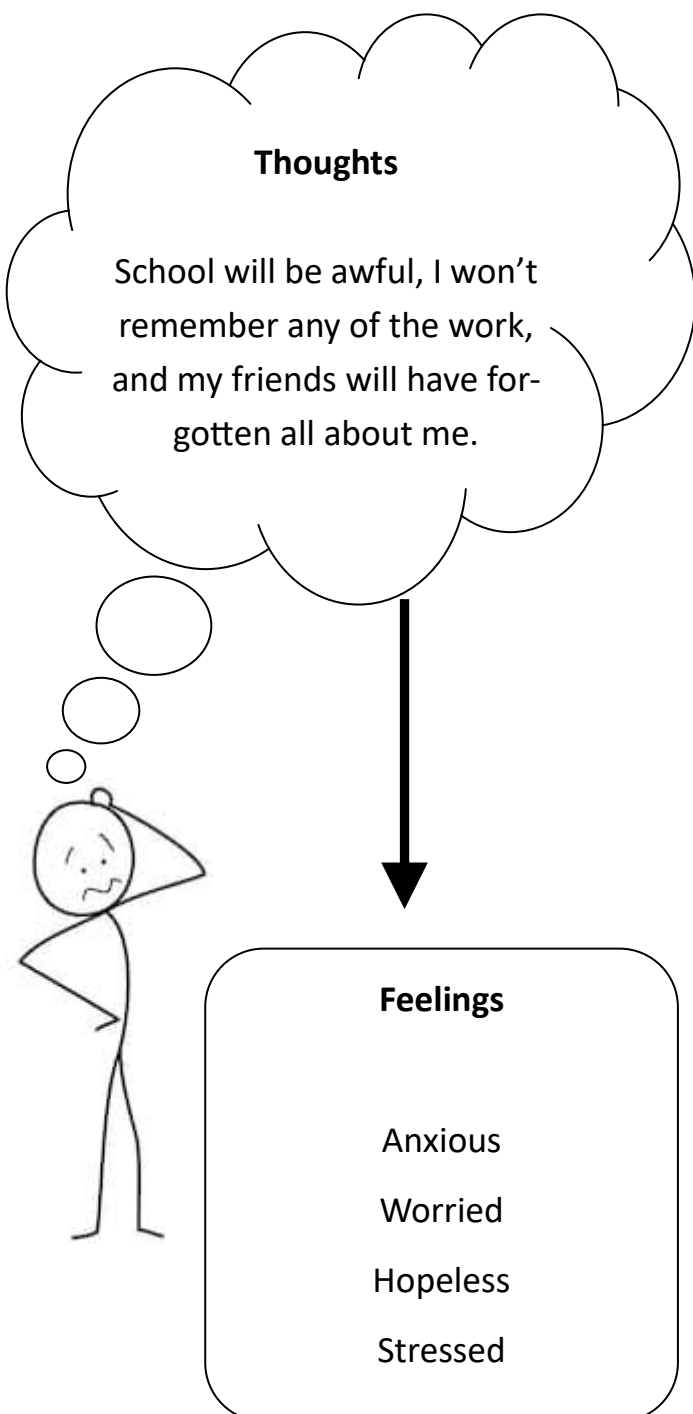 Thoughts
School will be awful, I won’t
remember any of the work,
and my friends will have for-
gotten all about me.
Feelings
Anxious
Worried
Hopeless
Stressed